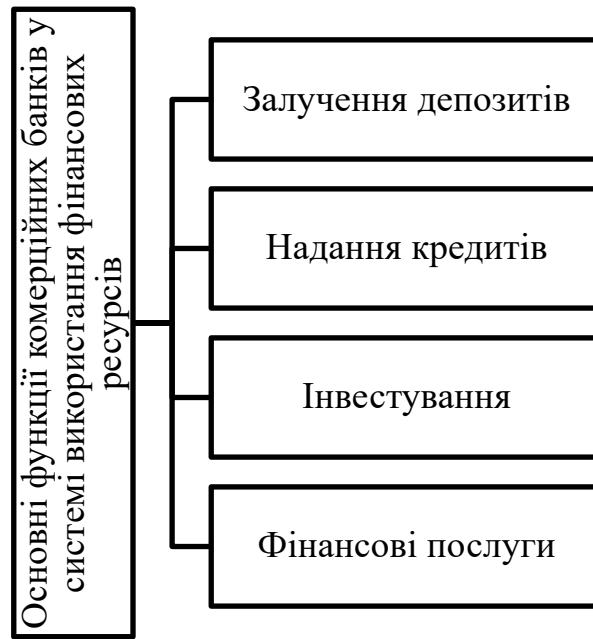 Основні функції комерційних банків у
системі використання фінансових
ресурсів
Залучення депозитів
Надання кредитів
Інвестування
Фінансові послуги